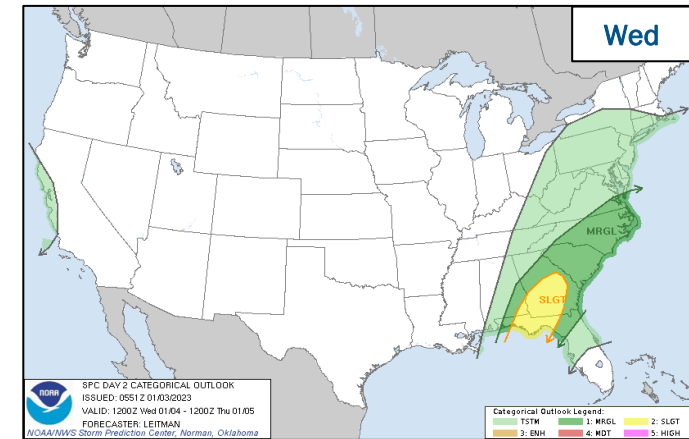 Wed
MRGL
SLGT
NOAA
SPC DAY 2 CATEGORICAL OUTLOOK
ISSUED: 0551Z 01/03/2023
VALID: 1200Z Wed 01/04 - 1200Z Thu 01/05
FORECASTER: LEITMAN
NOAA/NWS Storm Prediction Center, Norman, Oklahoma
Categorical Outlook Legend:
TSTM 1: MRGL 2: SLGT
3: ENH 4: MDT 5: HIGH